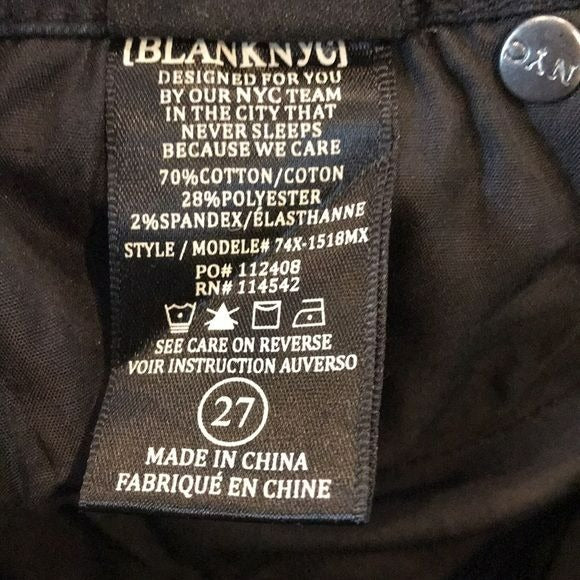 [BLANKNYC]
DESIGNED FOR YOU
BY OUR NYC TEAM
IN THE CITY THAT
NEVER SLEEPS
BECAUSE WE CARE
70%COTTON/COTON
28%POLYESTER
2%SPANDEX/ÉLASTHANNE
STYLE / MODELE# 74X-1518MX
PO# 112408
RN# 114542
SEE CARE ON REVERSE
VOIR INSTRUCTION AUVERSO
27
MADE IN CHINA
FABRIQUÉ EN CHINE
NYC